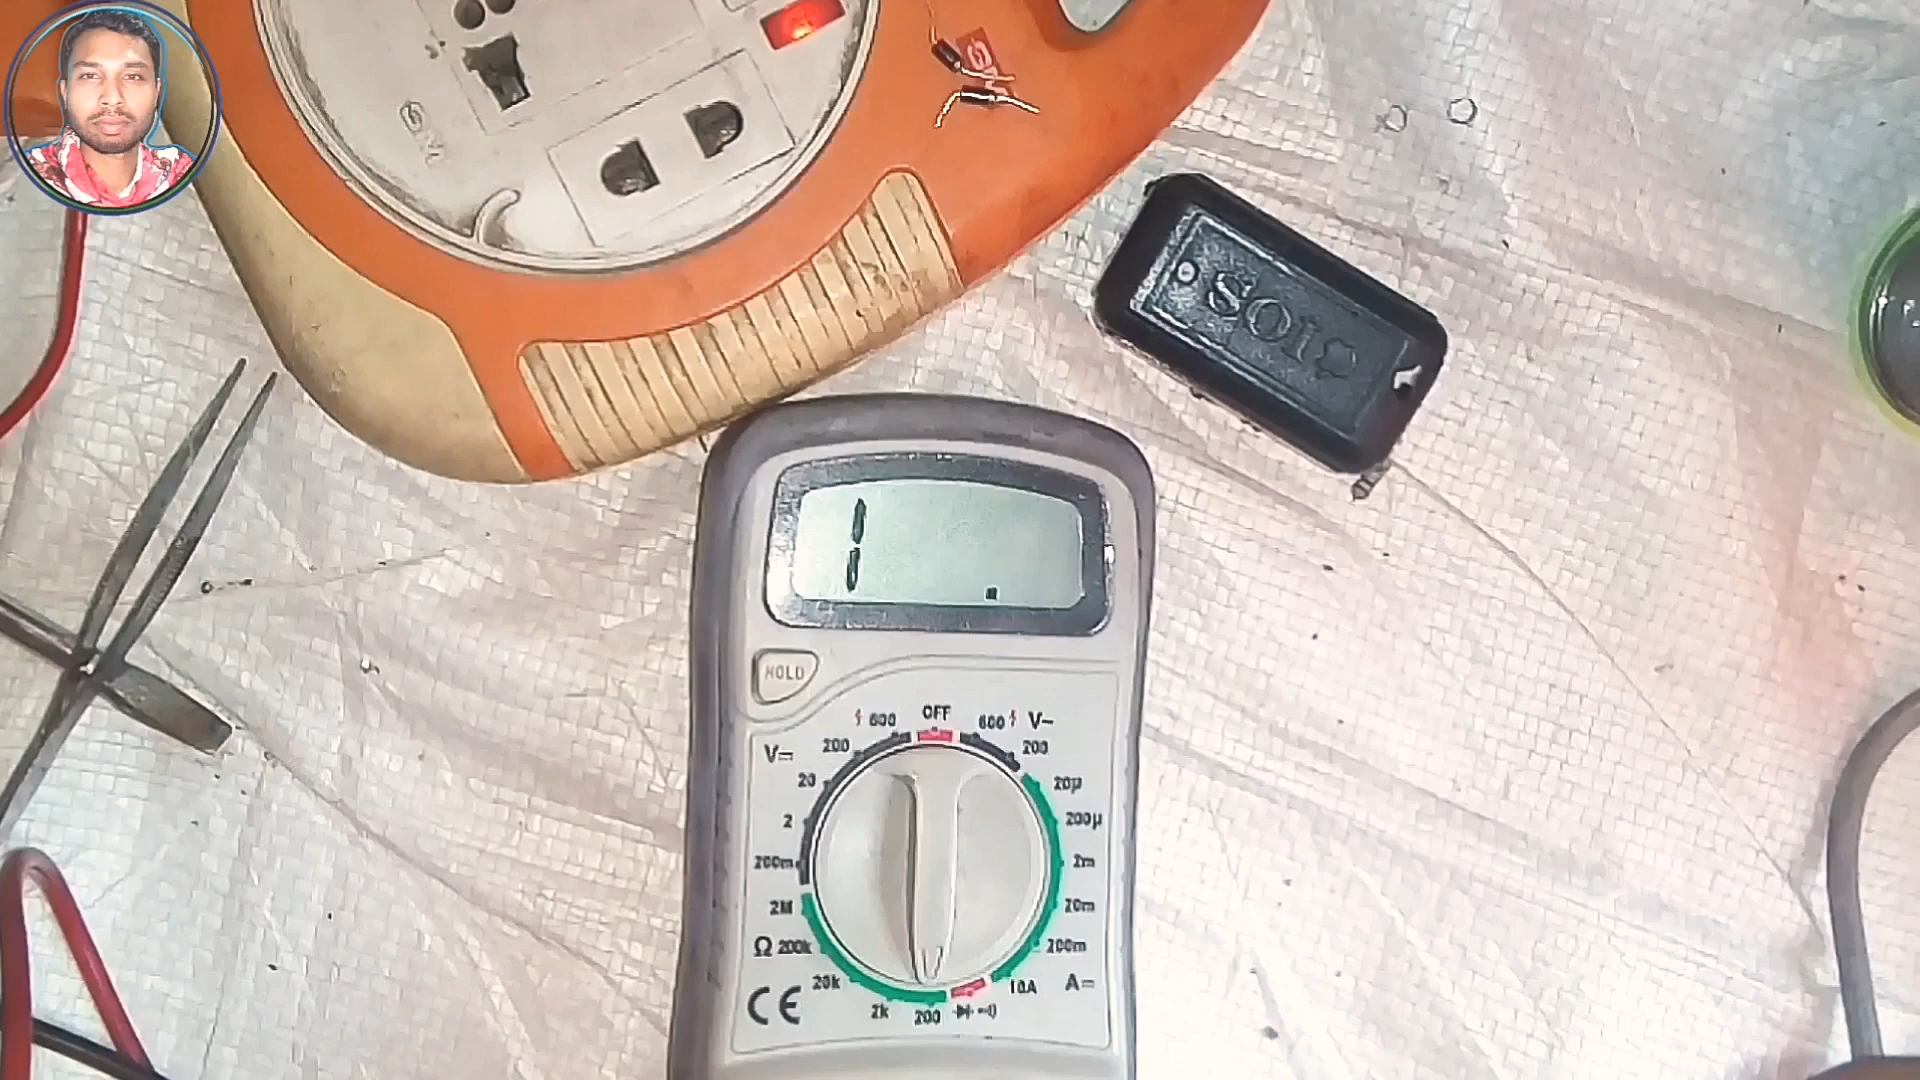 SOI
1 .
HOLD
600 OFF 600 V~
V⎓ 200 200
20 20µ
2 200µ
200m 2m
2M 20m
Ω 200k 200m
20k 10A A⎓
CE 2k 200